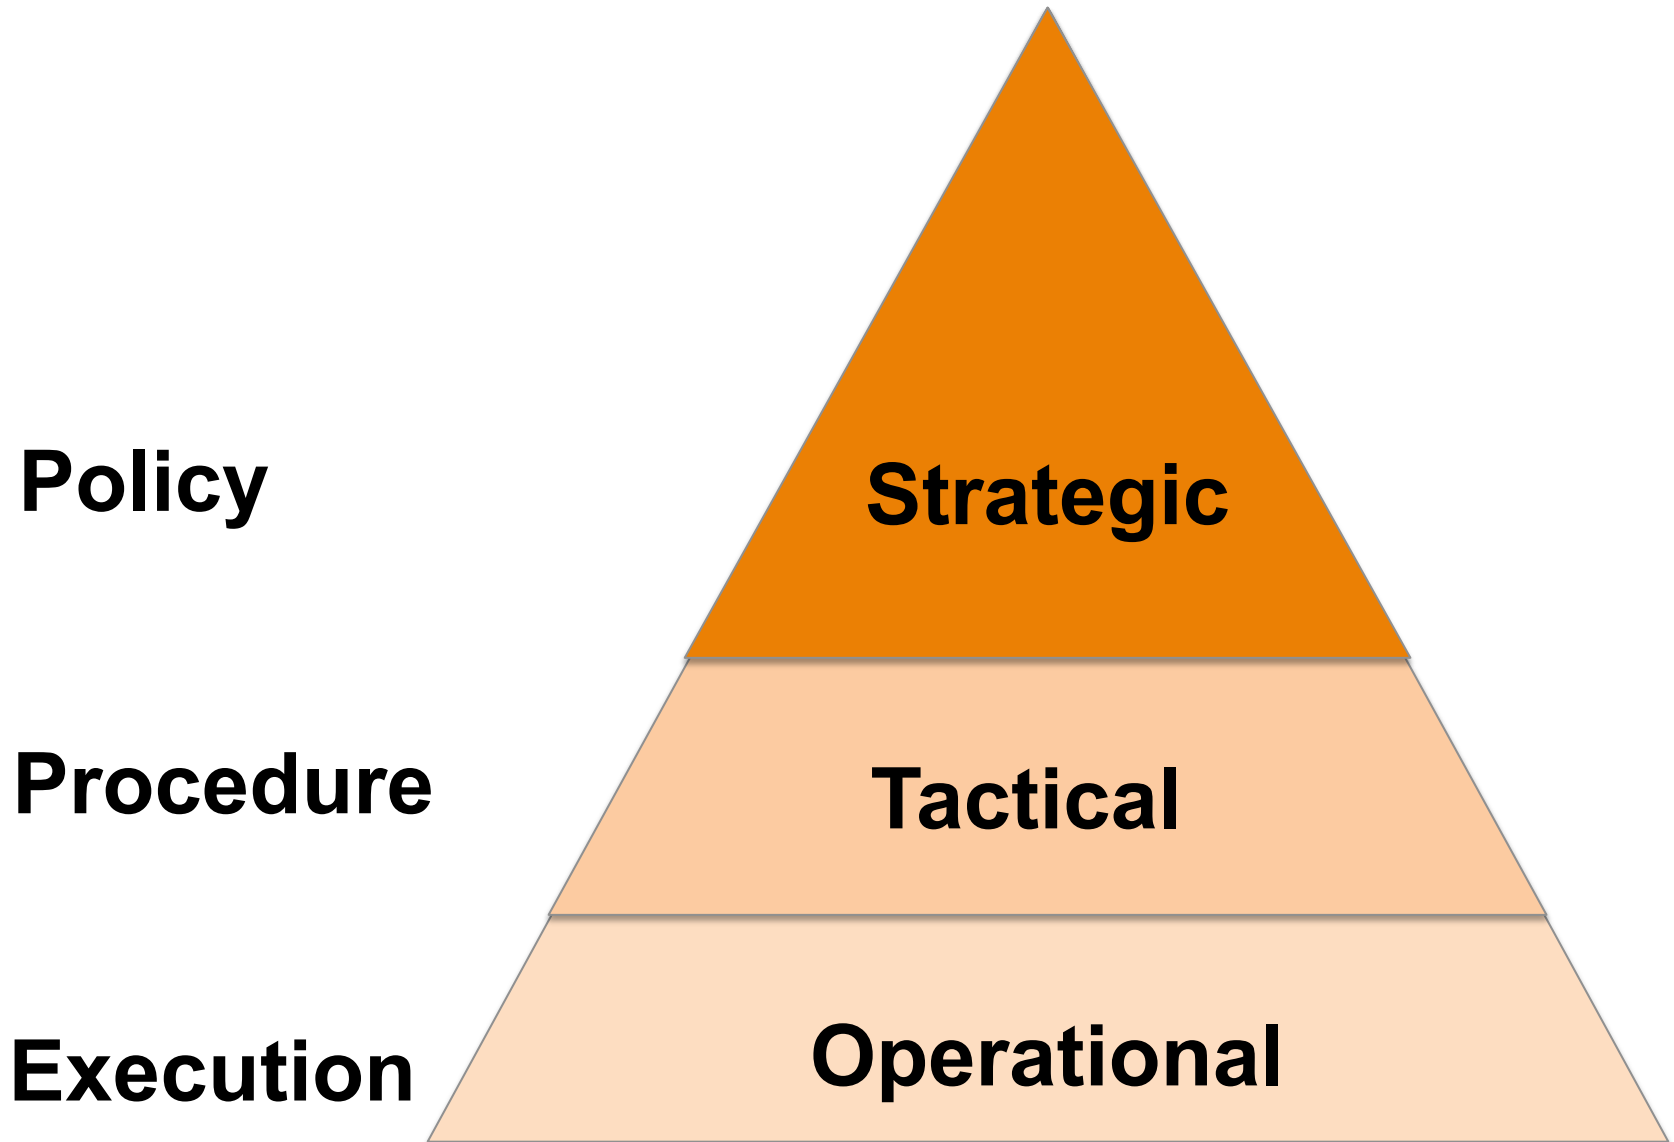 Policy
Strategic
Procedure
Tactical
Execution
Operational